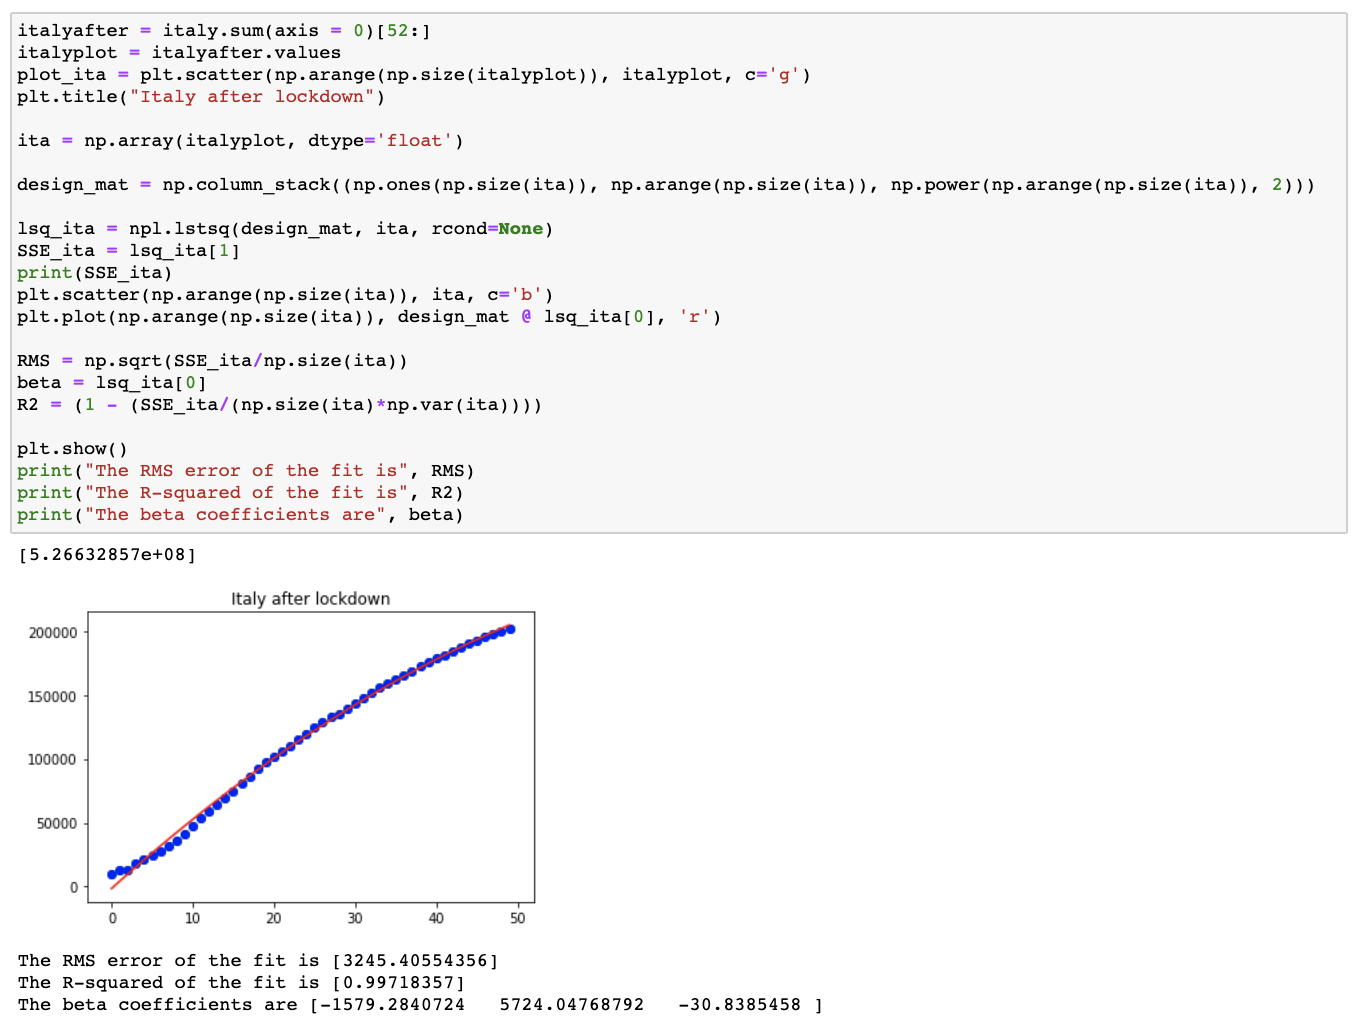 italyafter = italy.sum(axis = 0)[52:]
italyplot = italyafter.values
plot_ita = plt.scatter(np.arange(np.size(italyplot)), italyplot, c='g')
plt.title("Italy after lockdown")
ita = np.array(italyplot, dtype='float')
design_mat = np.column_stack((np.ones(np.size(ita)), np.arange(np.size(ita)), np.power(np.arange(np.size(ita)), 2)))
lsq_ita = npl.lstsq(design_mat, ita, rcond=None)
SSE_ita = lsq_ita[1]
print(SSE_ita)
plt.scatter(np.arange(np.size(ita)), ita, c='b')
plt.plot(np.arange(np.size(ita)), design_mat @ lsq_ita[0], 'r')
RMS = np.sqrt(SSE_ita/np.size(ita))
beta = lsq_ita[0]
R2 = (1 - (SSE_ita/(np.size(ita)*np.var(ita))))
plt.show()
print("The RMS error of the fit is", RMS)
print("The R-squared of the fit is", R2)
print("The beta coefficients are", beta)
[5.26632857e+08]
Italy after lockdown
200000
150000
100000
50000
0
0 10 20 30 40 50
The RMS error of the fit is [3245.40554356]
The R-squared of the fit is [0.99718357]
The beta coefficients are [-1579.2840724   5724.04768792   -30.8385458 ]